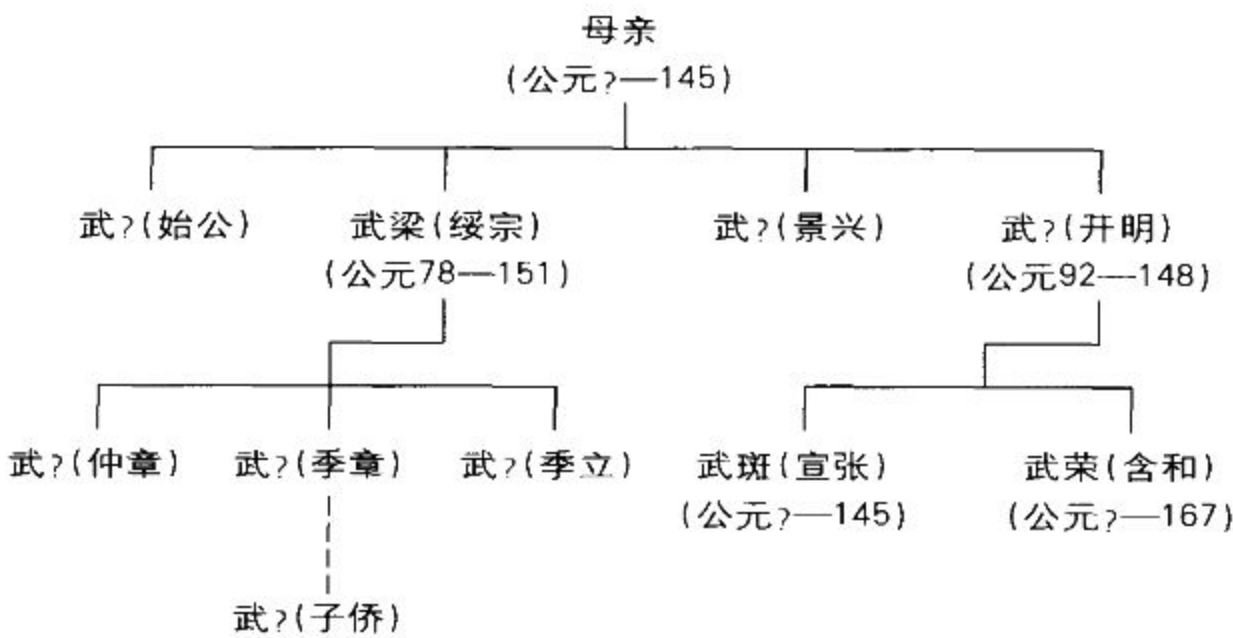 母亲
(公元?—145)
武?(始公) 武梁(绥宗) 武?(景兴) 武?(开明)
(公元78—151) (公元92—148)
武?(仲章) 武?(季章) 武?(季立) 武斑(宣张) 武荣(含和)
(公元?—145) (公元?—167)
武?(子侨)